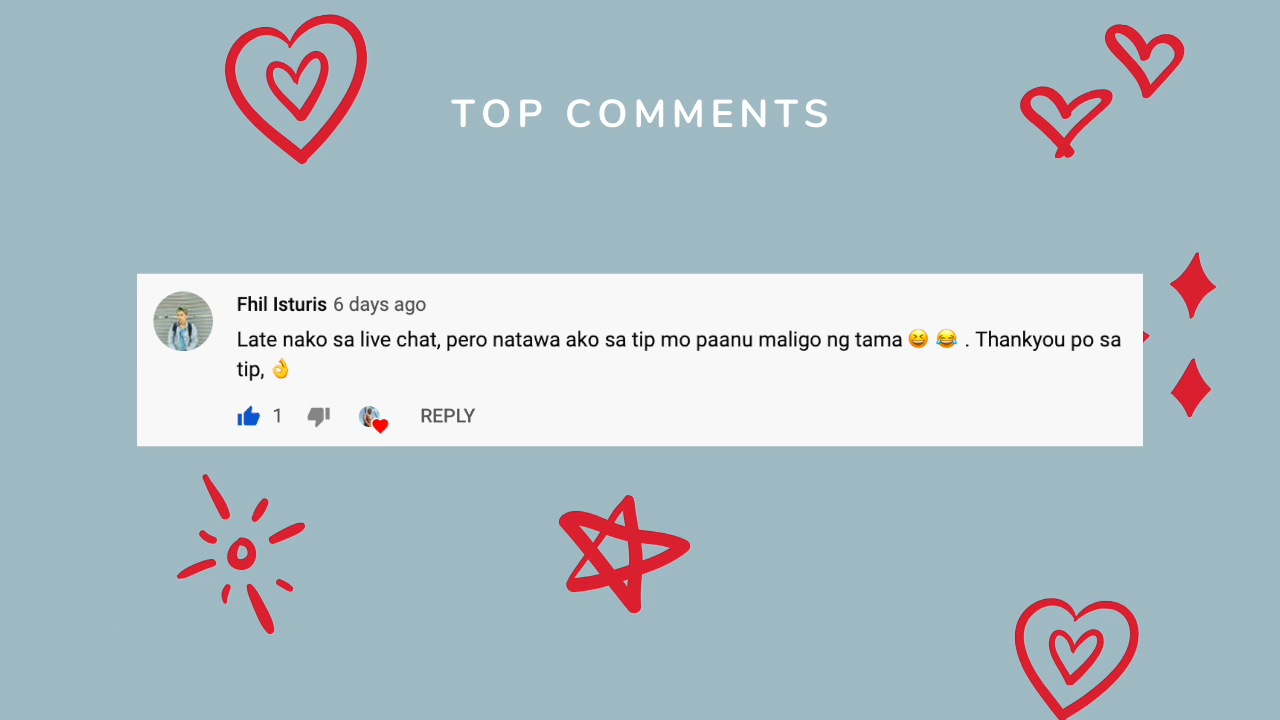 TOP COMMENTS
Fhil Isturis 6 days ago
Late nako sa live chat, pero natawa ako sa tip mo paanu maligo ng tama 😆 😂 . Thankyou po sa
tip, 👌
1 REPLY